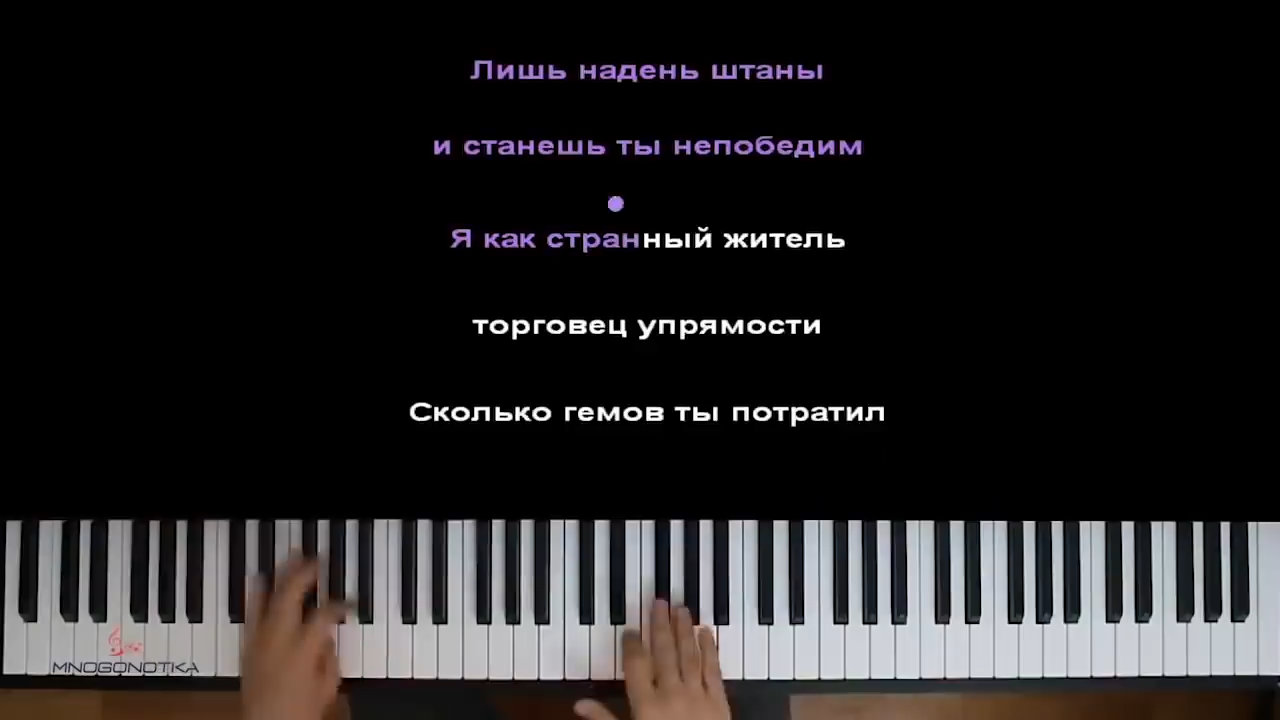 Лишь надень штаны
и станешь ты непобедим
Я как странный житель
торговец упрямости
Сколько гемов ты потратил
MNOGONOTKA